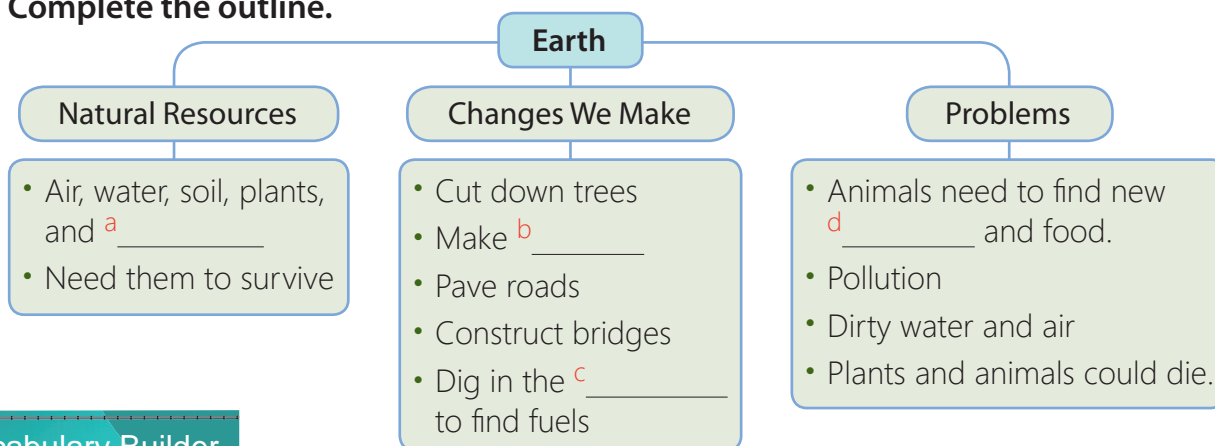 Complete the outline.
Earth
Natural Resources
• Air, water, soil, plants,
and a__________
• Need them to survive
Changes We Make
• Cut down trees
• Make b________
• Pave roads
• Construct bridges
• Dig in the c__________
to find fuels
Problems
• Animals need to find new
d_________ and food.
• Pollution
• Dirty water and air
• Plants and animals could die.
Builder